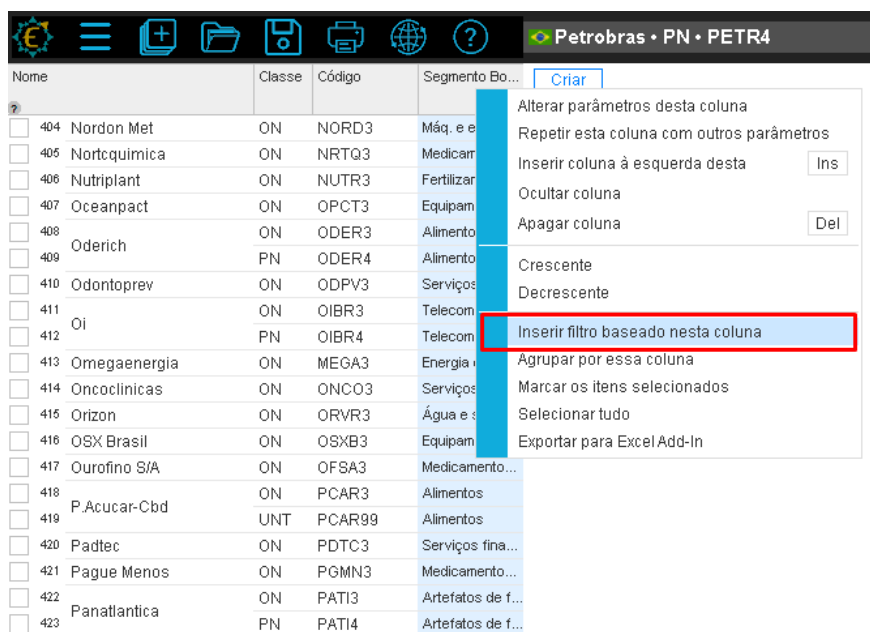 Petrobras • PN • PETR4
Nome Classe Código Segmento Bo... Criar
?
404 Nordon Met ON NORD3 Máq. e e
405 Nortcquimica ON NRTQ3 Medicam
406 Nutriplant ON NUTR3 Fertilizar
407 Oceanpact ON OPCT3 Equipam
408 Oderich ON ODER3 Alimento
409 PN ODER4 Alimento
410 Odontoprev ON ODPV3 Serviços
411 Oi ON OIBR3 Telecom
412 PN OIBR4 Telecom
413 Omegaenergia ON MEGA3 Energia
414 Oncoclinicas ON ONCO3 Serviços
415 Orizon ON ORVR3 Água e s
416 OSX Brasil ON OSXB3 Equipam
417 Ourofino S/A ON OFSA3 Medicamento...
418 P.Acucar-Cbd ON PCAR3 Alimentos
419 UNT PCAR99 Alimentos
420 Padtec ON PDTC3 Serviços fina...
421 Pague Menos ON PGMN3 Medicamento...
422 Panatlantica ON PATI3 Artefatos de f...
423 PN PATI4 Artefatos de f...
Alterar parâmetros desta coluna
Repetir esta coluna com outros parâmetros
Inserir coluna à esquerda desta Ins
Ocultar coluna
Apagar coluna Del
Crescente
Decrescente
Inserir filtro baseado nesta coluna
Agrupar por essa coluna
Marcar os itens selecionados
Selecionar tudo
Exportar para Excel Add-In